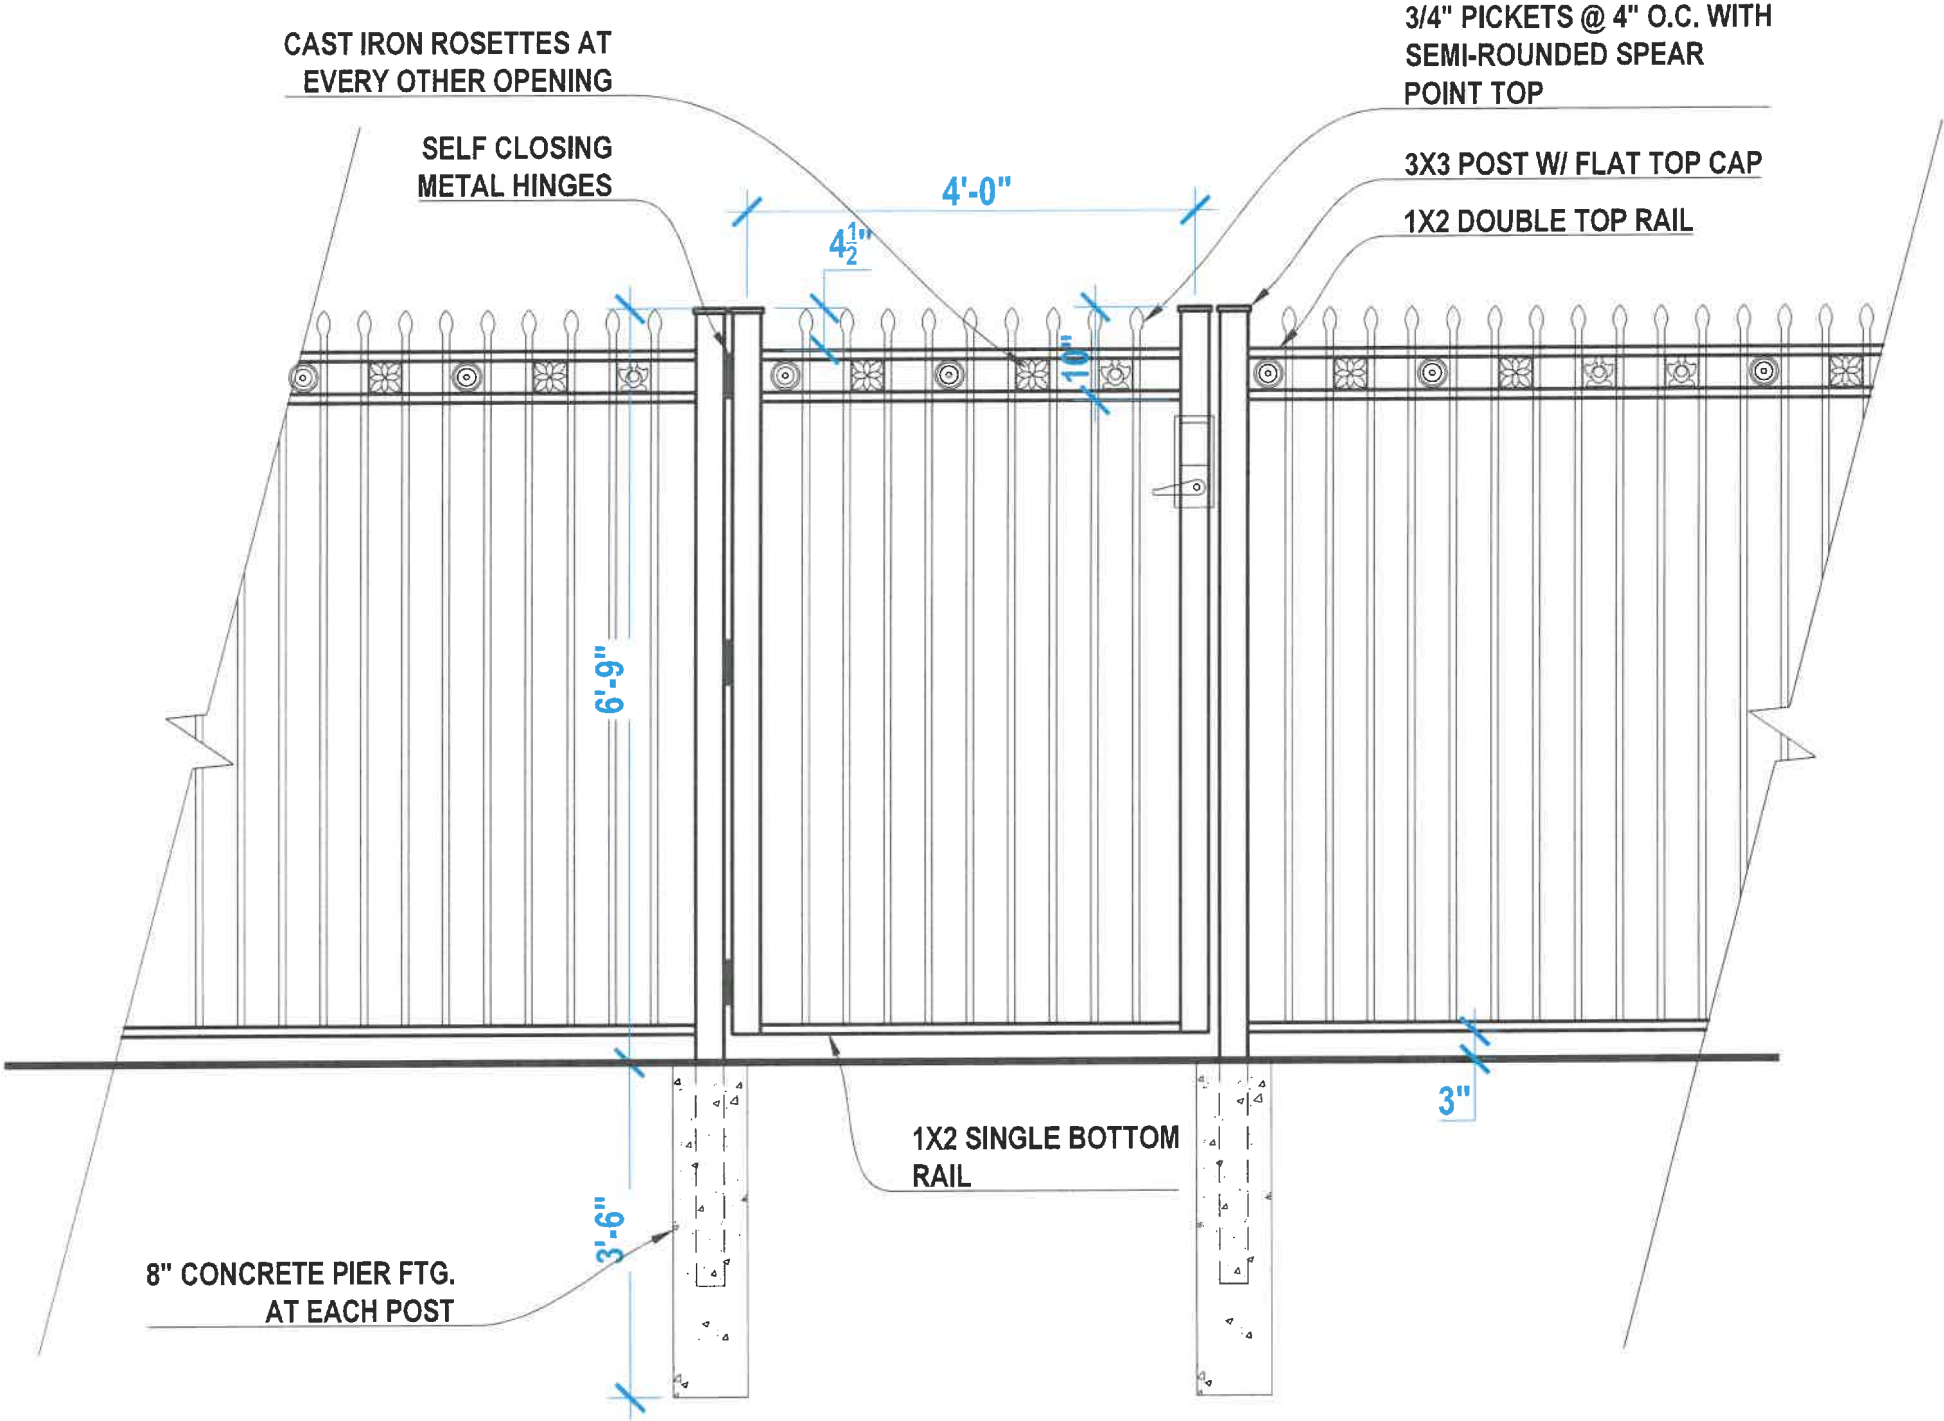 CAST IRON ROSETTES AT
EVERY OTHER OPENING
3/4" PICKETS @ 4" O.C. WITH
SEMI-ROUNDED SPEAR
POINT TOP
SELF CLOSING
METAL HINGES
3X3 POST W/ FLAT TOP CAP
1X2 DOUBLE TOP RAIL
4'-0"
4½"
10"
6'-9"
3"
1X2 SINGLE BOTTOM
RAIL
3'-6"
8" CONCRETE PIER FTG.
AT EACH POST